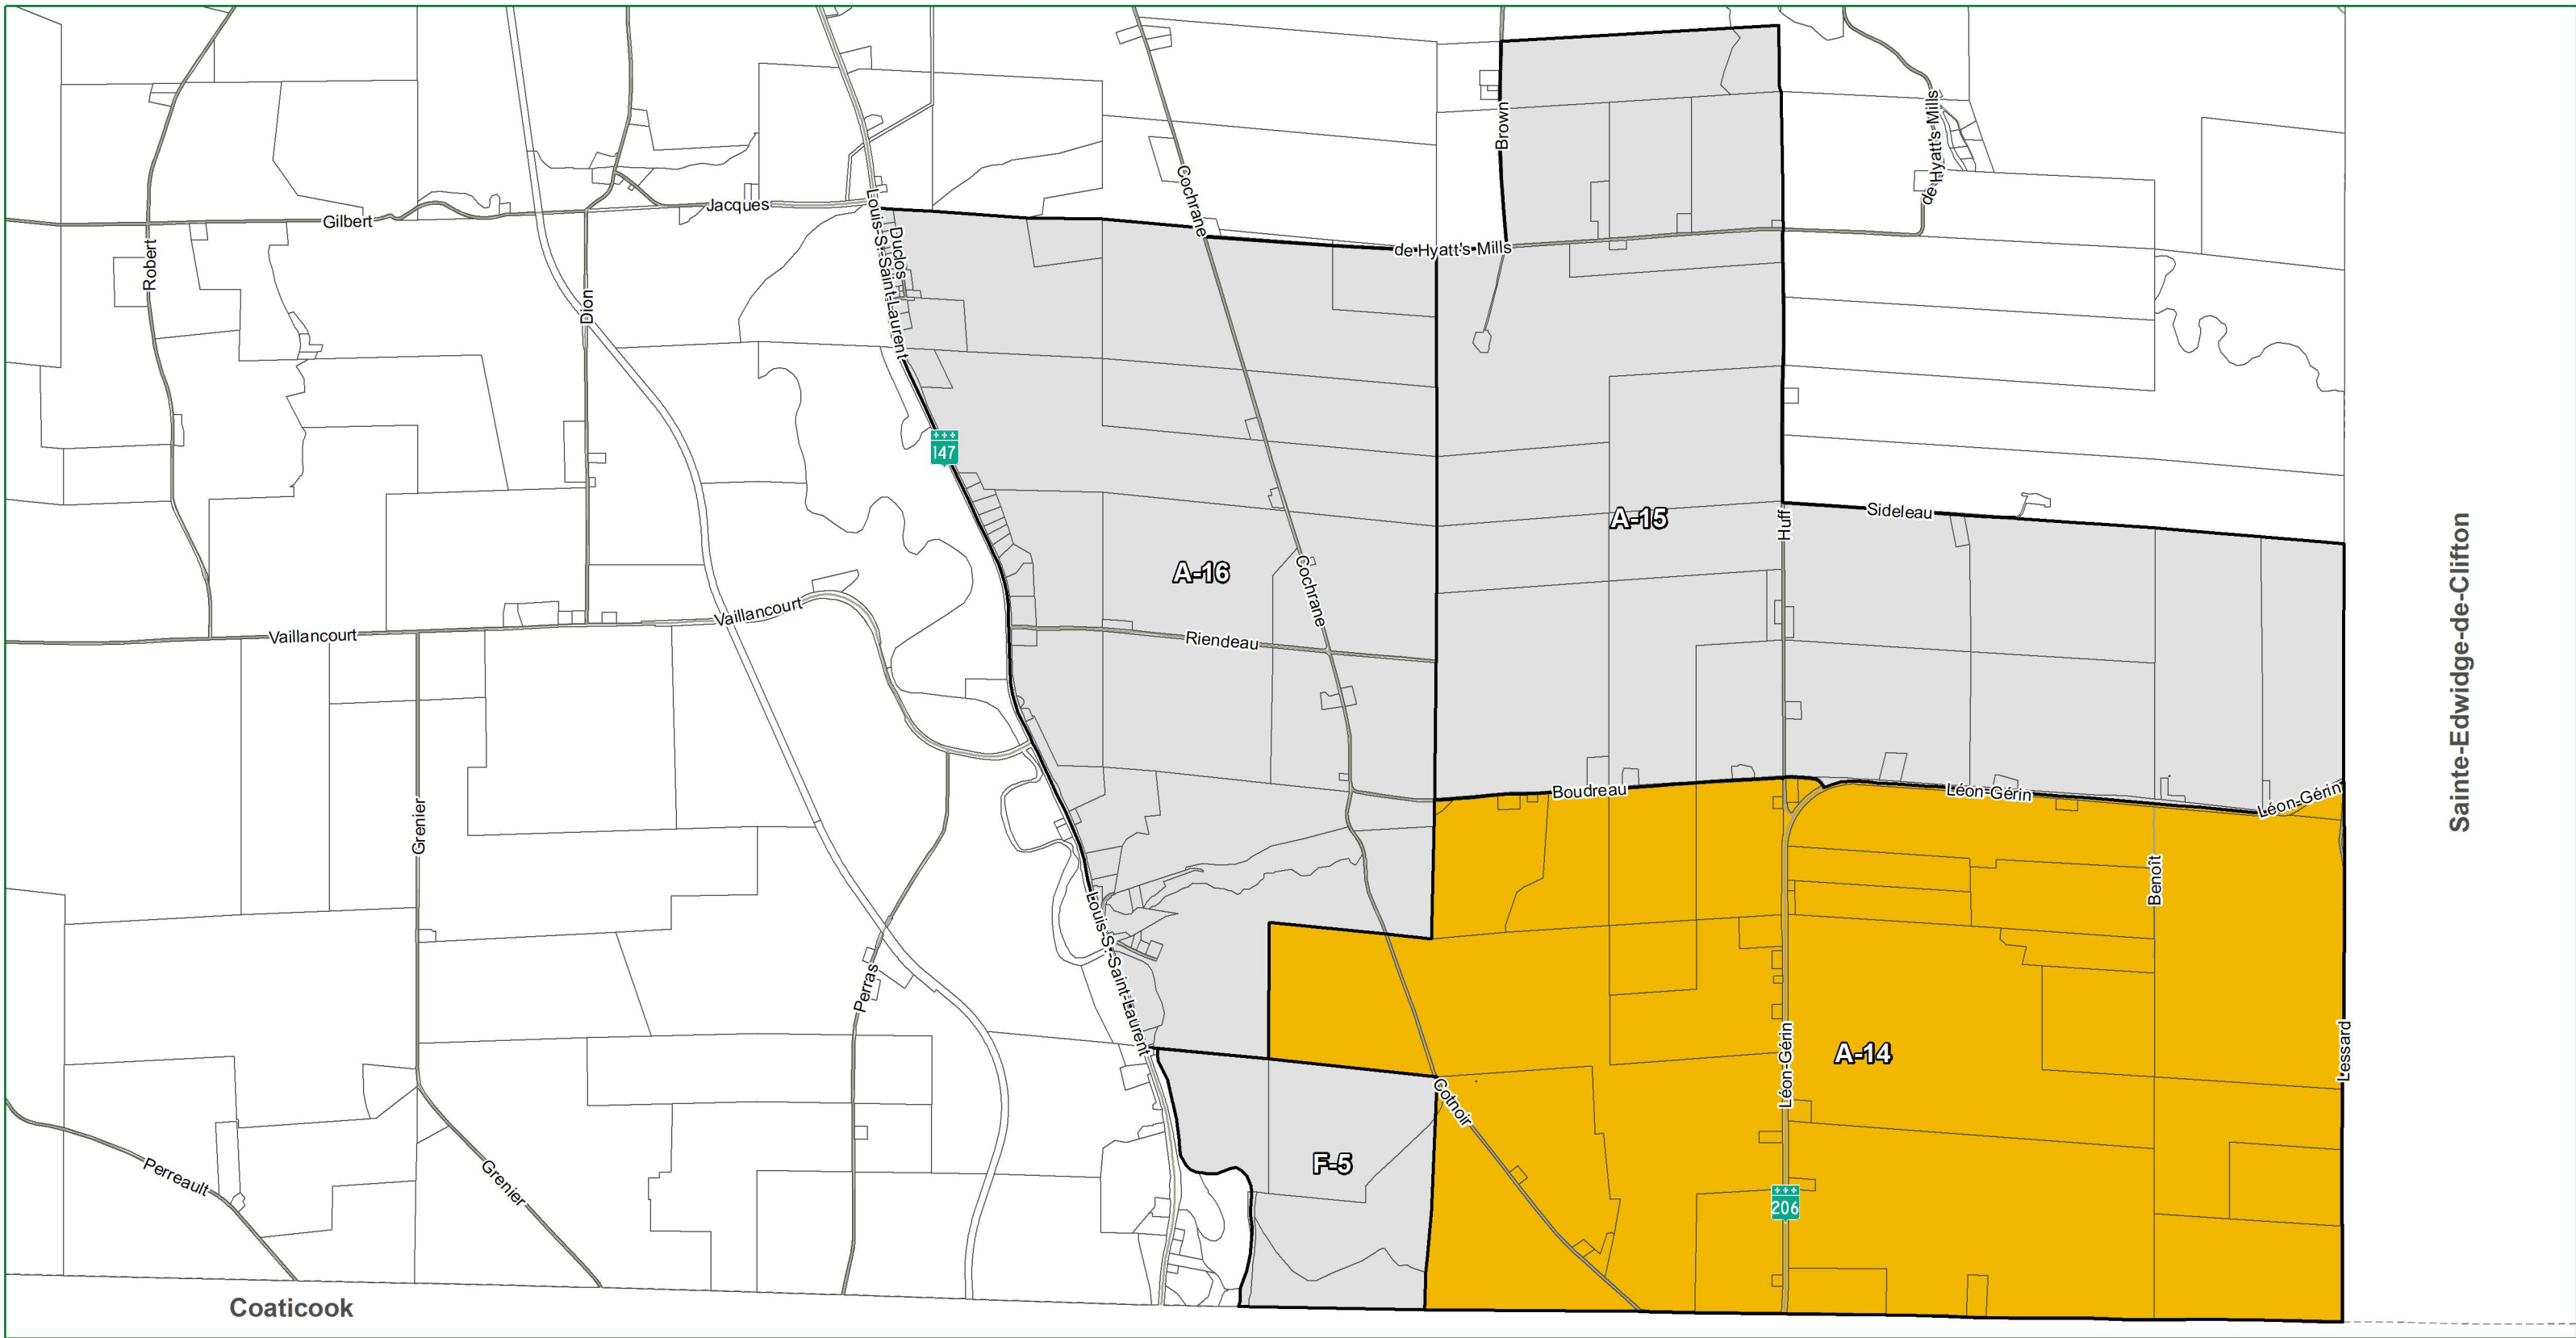 Brown
de Hyatt's-Mills
Cochrane
Gilbert
Jacques
Louis-S.-Saint-Laurent
Duclos
Robert
de Hyatt's-Mills
Dion
147
A-15
Huff
Sideleau
A-16
Cochrane
Vaillancourt
Vaillancourt
Riendeau
Sainte-Edwidge-de-Clifton
Grenier
Boudreau
Léon-Gérin
Léon-Gérin
Benoît
Louis-S.-Saint-Laurent
Perras
Léon-Gérin
A-14
Lessard
Cotnoir
F-5
Perreault
Grenier
206
Coaticook